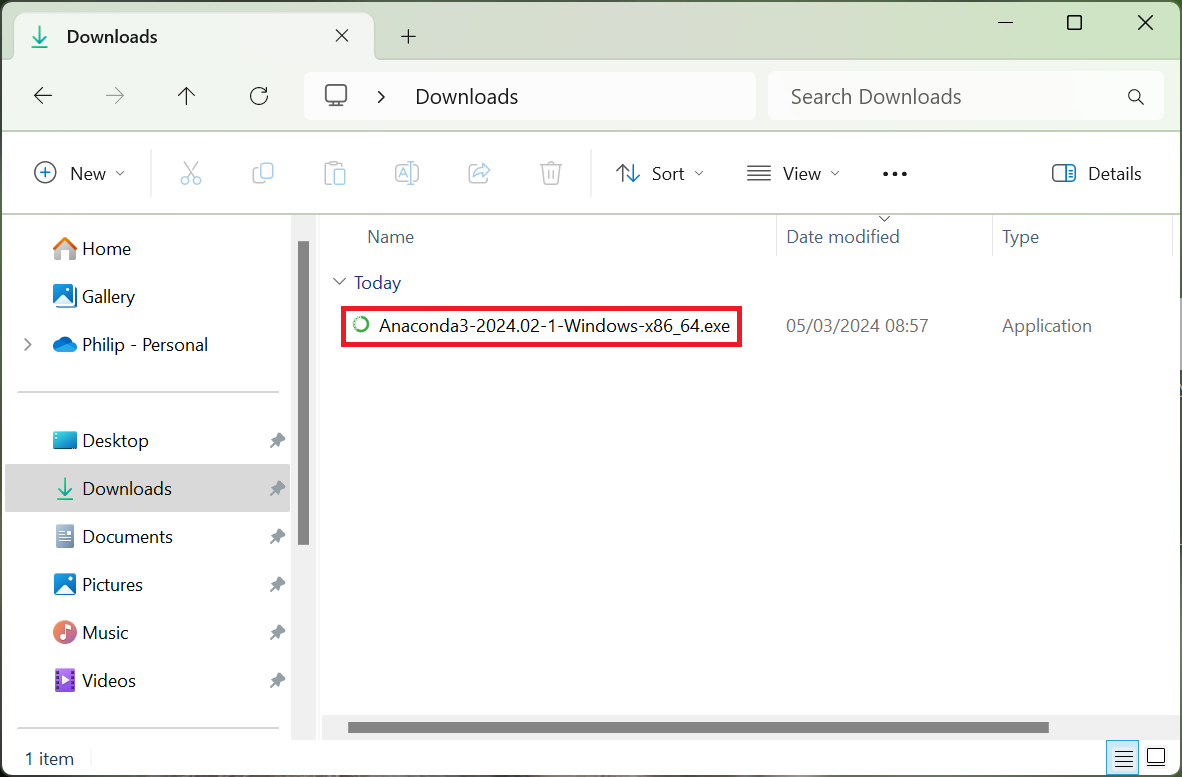 Downloads
Downloads
Search Downloads
New
Sort
View
Details
Home
Gallery
Philip - Personal
Desktop
Downloads
Documents
Pictures
Music
Videos
Name
Date modified
Type
Today
Anaconda3-2024.02-1-Windows-x86_64.exe
05/03/2024 08:57
Application
1 item